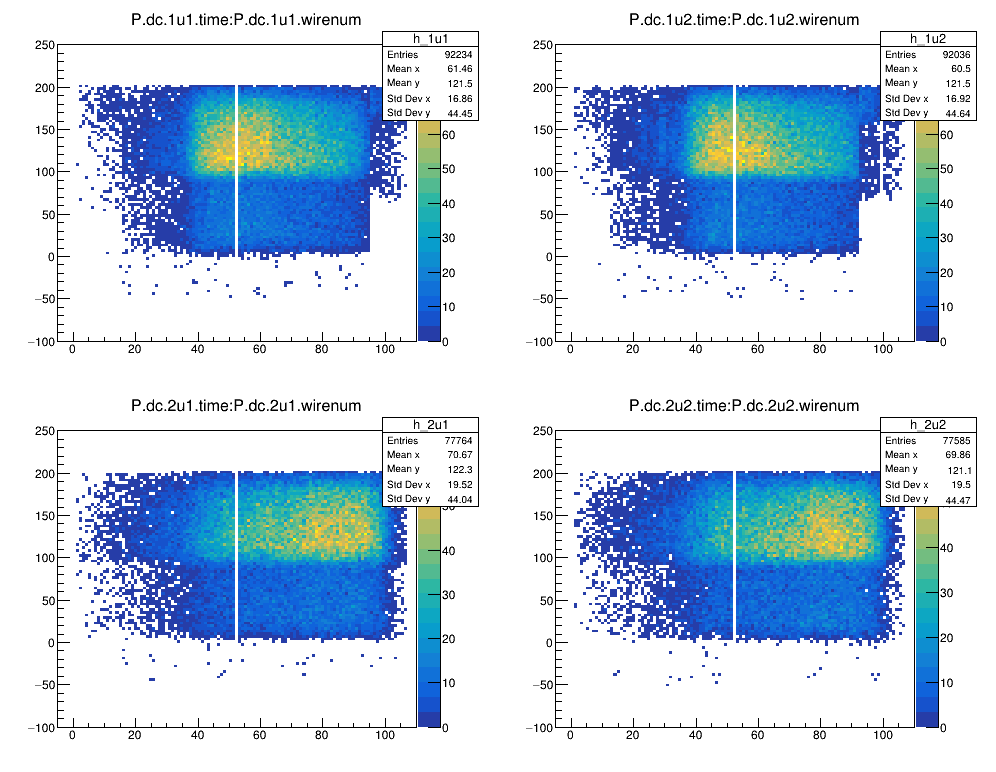 P.dc.1u1.time:P.dc.1u1.wirenum
h_1u1
Entries 92234
Mean x 61.46
Mean y 121.5
Std Dev x 16.86
Std Dev y 44.45
250
200
150
100
50
0
−50
−100
0 20 40 60 80 100
60
50
40
30
20
10
0
P.dc.1u2.time:P.dc.1u2.wirenum
h_1u2
Entries 92036
Mean x 60.5
Mean y 121.5
Std Dev x 16.92
Std Dev y 44.64
250
200
150
100
50
0
−50
−100
0 20 40 60 80 100
60
50
40
30
20
10
0
P.dc.2u1.time:P.dc.2u1.wirenum
h_2u1
Entries 77764
Mean x 70.67
Mean y 122.3
Std Dev x 19.52
Std Dev y 44.04
250
200
150
100
50
0
−50
−100
0 20 40 60 80 100
40
30
20
10
0
P.dc.2u2.time:P.dc.2u2.wirenum
h_2u2
Entries 77585
Mean x 69.86
Mean y 121.1
Std Dev x 19.5
Std Dev y 44.47
250
200
150
100
50
0
−50
−100
0 20 40 60 80 100
40
30
20
10
0